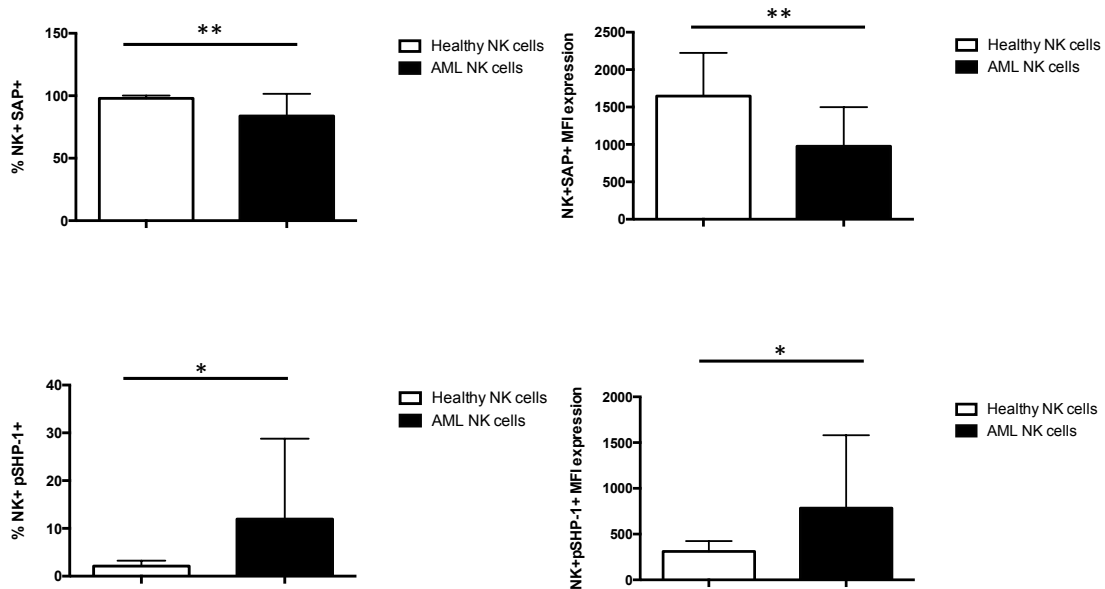 **
% NK+ SAP+
150
100
50
0
Healthy NK cells
AML NK cells
**
NK+SAP+ MFI expression
2500
2000
1500
1000
500
0
Healthy NK cells
AML NK cells
*
% NK+ pSHP-1+
40
30
20
10
0
Healthy NK cells
AML NK cells
*
NK+pSHP-1+ MFI expression
2000
1500
1000
500
0
Healthy NK cells
AML NK cells